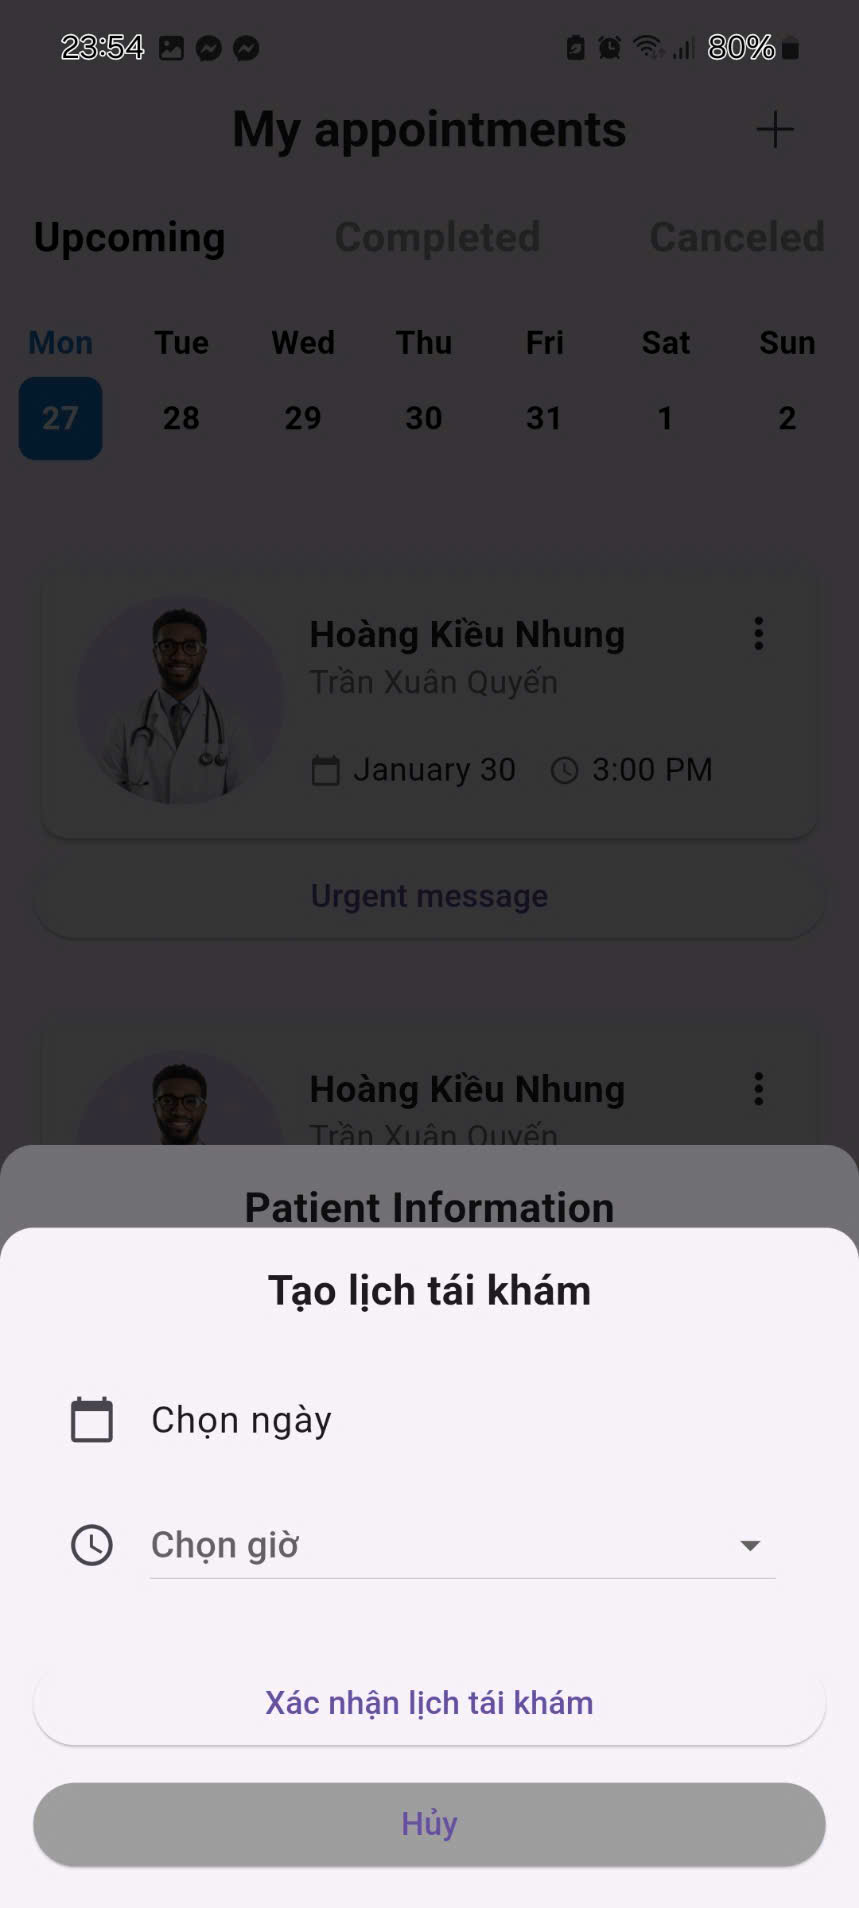 23:54 80%
My appointments
Upcoming Completed Canceled
Mon Tue Wed Thu Fri Sat Sun
27 28 29 30 31 1 2
Hoàng Kiều Nhung
Trần Xuân Quyến
January 30 3:00 PM
Urgent message
Hoàng Kiều Nhung
Trần Xuân Quyến
Patient Information
Tạo lịch tái khám
Chọn ngày
Chọn giờ
Xác nhận lịch tái khám
Hủy